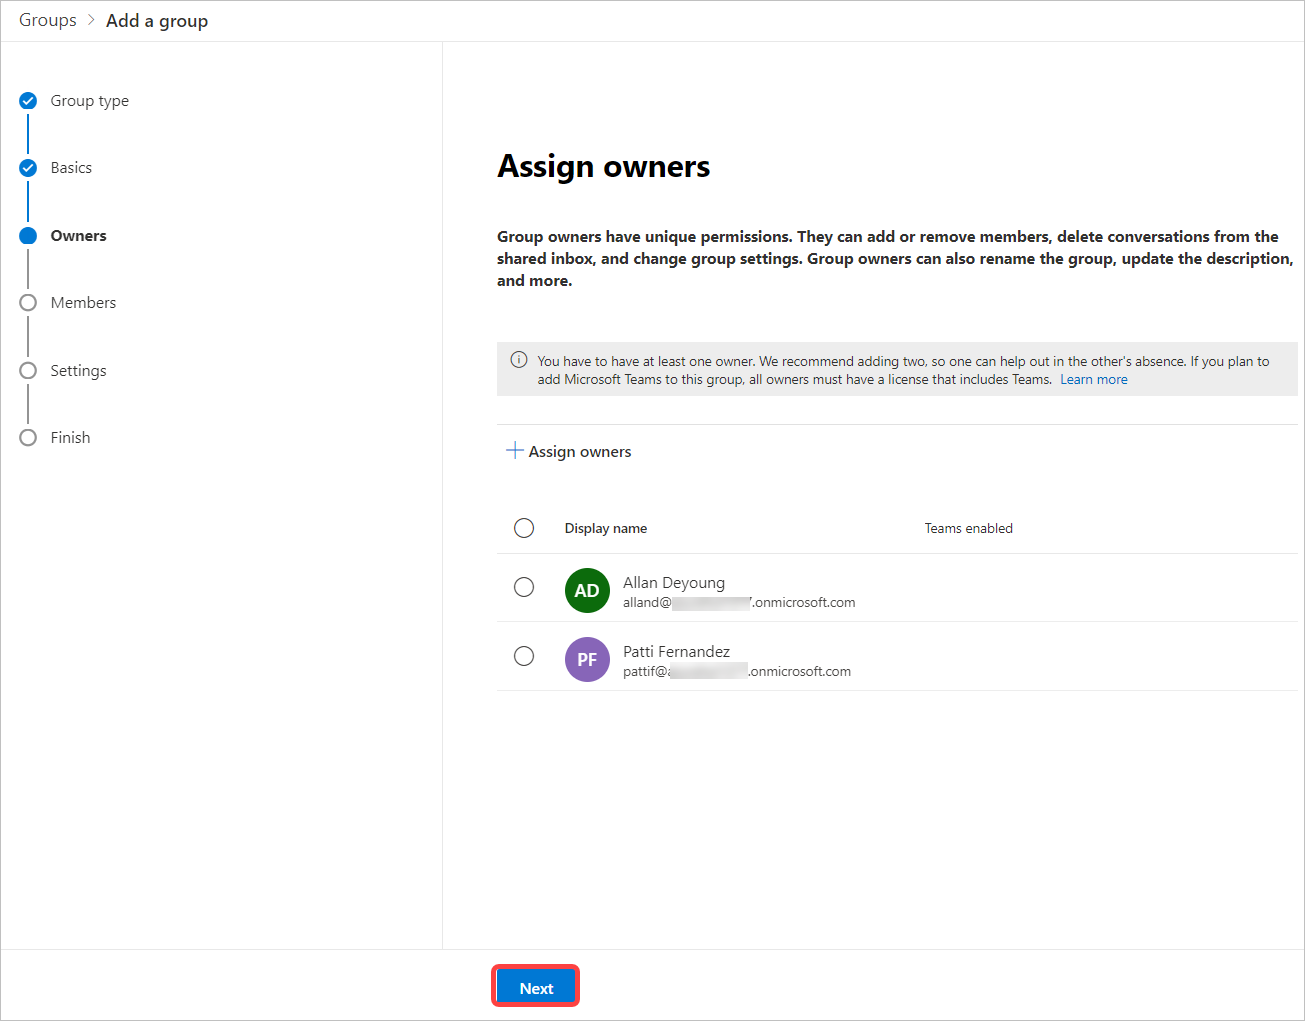 Groups > Add a group
Group type
Basics
Owners
Members
Settings
Finish
Assign owners
Group owners have unique permissions. They can add or remove members, delete conversations from the
shared inbox, and change group settings. Group owners can also rename the group, update the description,
and more.
You have to have at least one owner. We recommend adding two, so one can help out in the other's absence. If you plan to
add Microsoft Teams to this group, all owners must have a license that includes Teams. Learn more
Assign owners
Display name Teams enabled
AD
Allan Deyoung
alland@ .onmicrosoft.com
PF
Patti Fernandez
pattif@ .onmicrosoft.com
Next